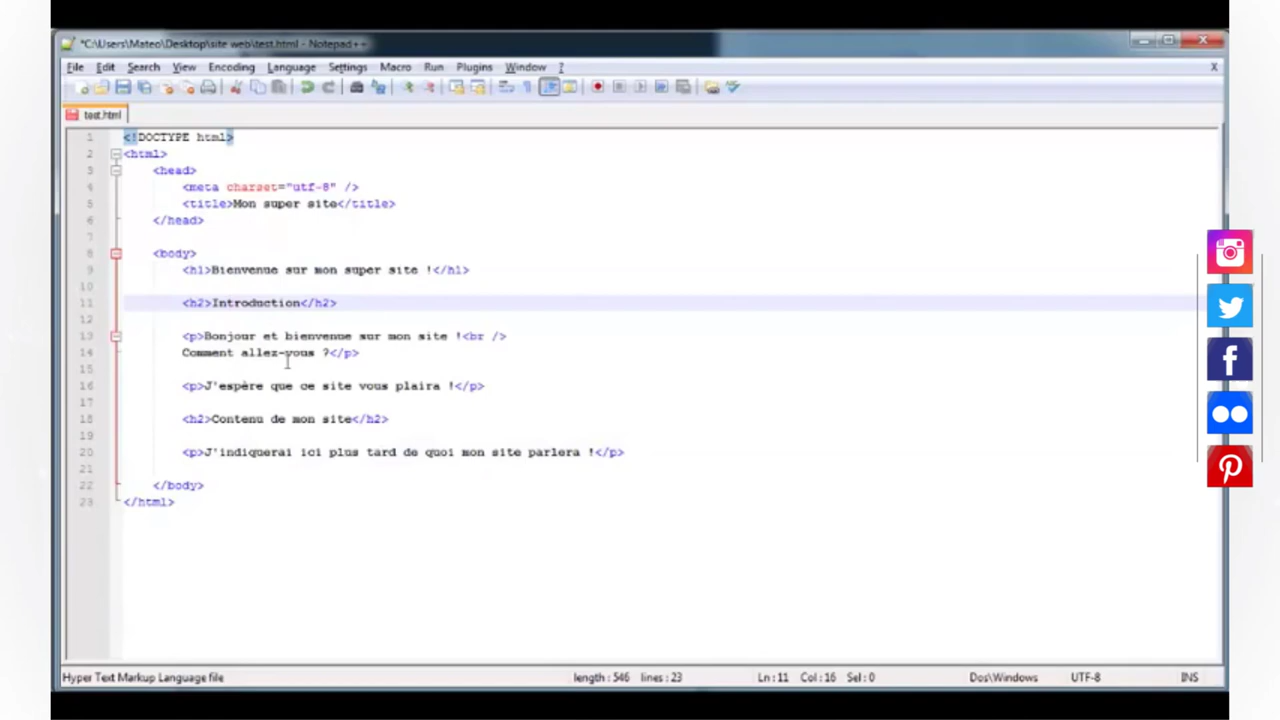 *C:\Users\Mateo\Desktop\site web\test.html - Notepad++
File Edit Search View Encoding Language Settings Macro Run Plugins Window ?
X
test.html
1 <!DOCTYPE html>
2 <html>
3 <head>
4 <meta charset="utf-8" />
5 <title>Mon super site</title>
6 </head>
7
8 <body>
9 <h1>Bienvenue sur mon super site !</h1>
10
11 <h2>Introduction</h2>
12
13 <p>Bonjour et bienvenue sur mon site !<br />
14 Comment allez-vous ?</p>
15
16 <p>J'espère que ce site vous plaira !</p>
17
18 <h2>Contenu de mon site</h2>
19
20 <p>J'indiquerai ici plus tard de quoi mon site parlera !</p>
21
22 </body>
23 </html>
Hyper Text Markup Language file length : 546 lines : 23 Ln : 11 Col : 16 Sel : 0 Dos\Windows UTF-8 INS